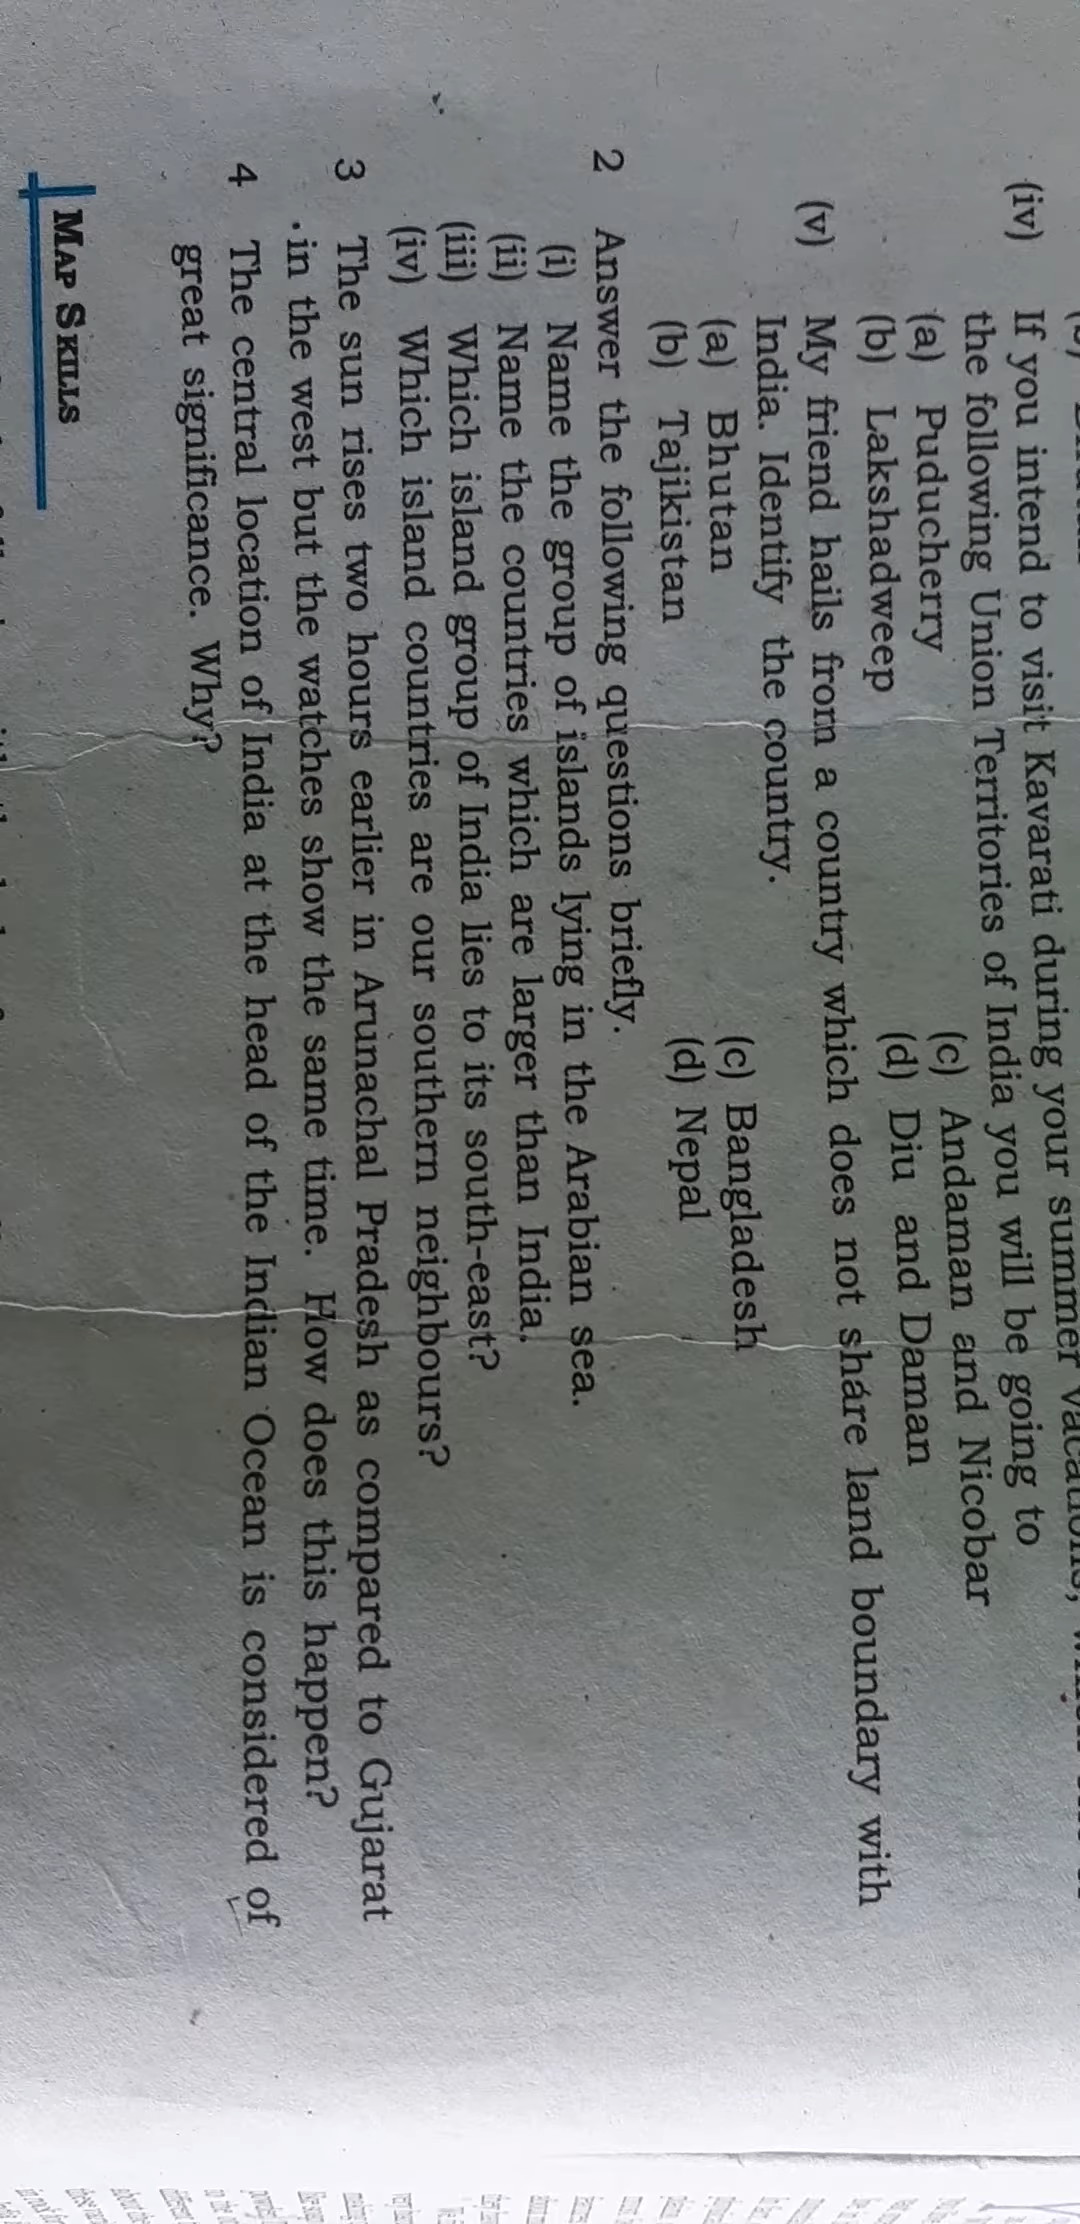 (iv) If you intend to visit Kavarati during your summer
the following Union Territories of India you will be going to
(a) Puducherry (c) Andaman and Nicobar
(b) Lakshadweep (d) Diu and Daman
(v) My friend hails from a country which does not share land boundary with
India. Identify the country.
(a) Bhutan (c) Bangladesh
(b) Tajikistan (d) Nepal
2 Answer the following questions briefly.
(i) Name the group of islands lying in the Arabian sea.
(ii) Name the countries which are larger than India.
(iii) Which island group of India lies to its south-east?
(iv) Which island countries are our southern neighbours?
3 The sun rises two hours earlier in Arunachal Pradesh as compared to Gujarat
in the west but the watches show the same time. How does this happen?
4 The central location of India at the head of the Indian Ocean is considered of
great significance. Why?
MAP SKILLS